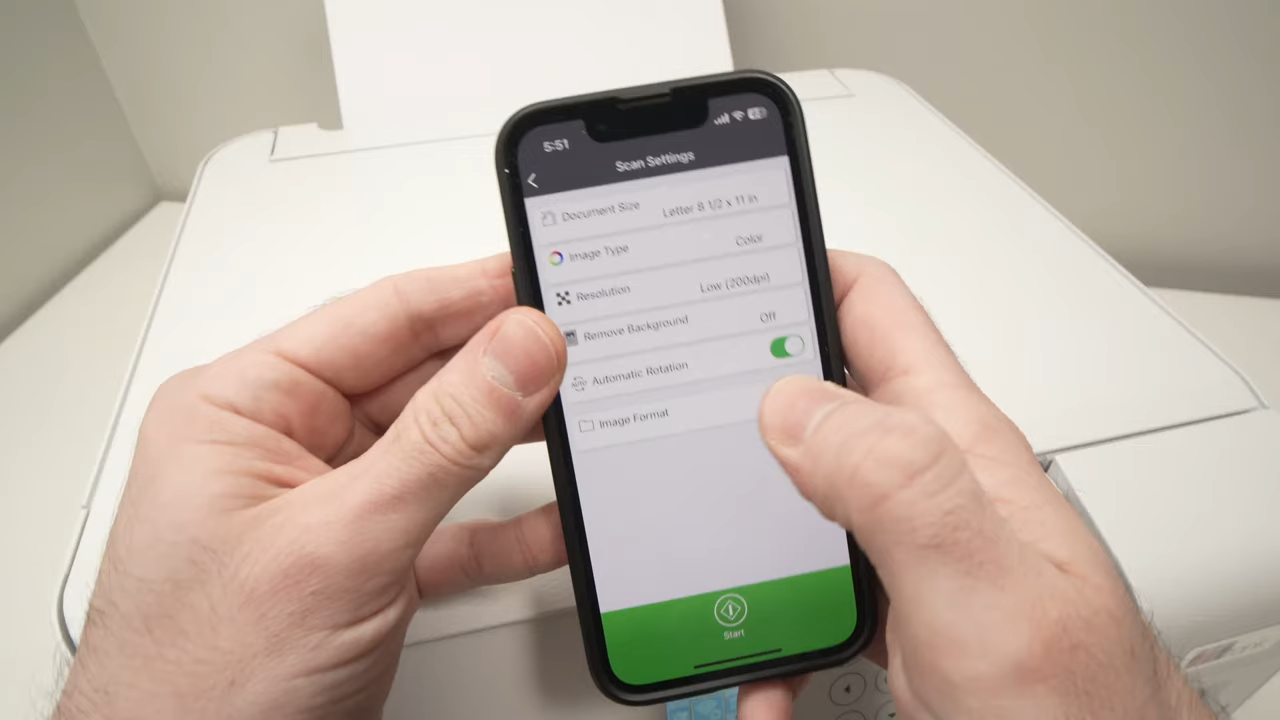 5:51
Scan Settings
Document Size Letter 8 1/2 x 11 in
Image Type Color
Resolution Low (200dpi)
Remove Background Off
AUTO Automatic Rotation
Image Format
Start